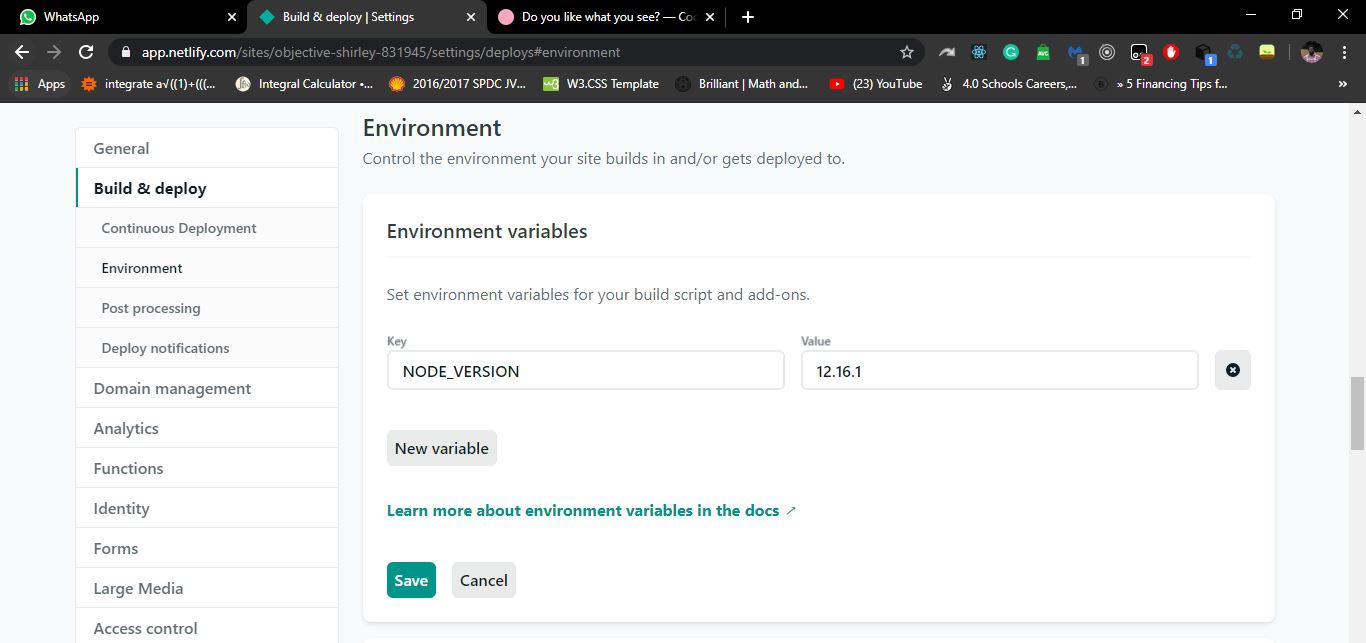 WhatsApp
Build & deploy | Settings
Do you like what you see? — Coo
app.netlify.com/sites/objective-shirley-831945/settings/deploys#environment
1
2
1
Apps
integrate a√((1)+(((...
Integral Calculator •...
2016/2017 SPDC JV...
W3.CSS Template
Brilliant | Math and...
(23) YouTube
4.0 Schools Careers,...
» 5 Financing Tips f...
»
General
Build & deploy
Continuous Deployment
Environment
Post processing
Deploy notifications
Domain management
Analytics
Functions
Identity
Forms
Large Media
Access control
Environment
Control the environment your site builds in and/or gets deployed to.
Environment variables
Set environment variables for your build script and add-ons.
Key
Value
NODE_VERSION
12.16.1
New variable
Learn more about environment variables in the docs ↗
Save
Cancel